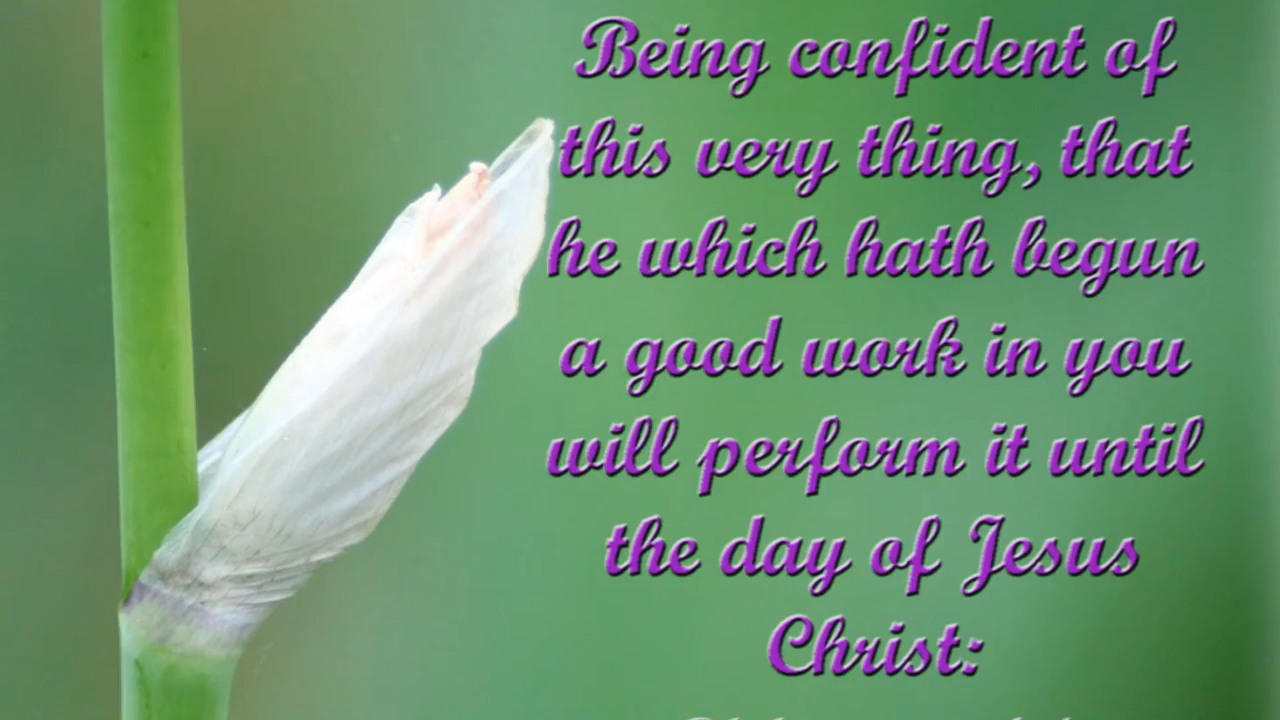 Being confident of
this very thing, that
he which hath begun
a good work in you
will perform it until
the day of Jesus
Christ: